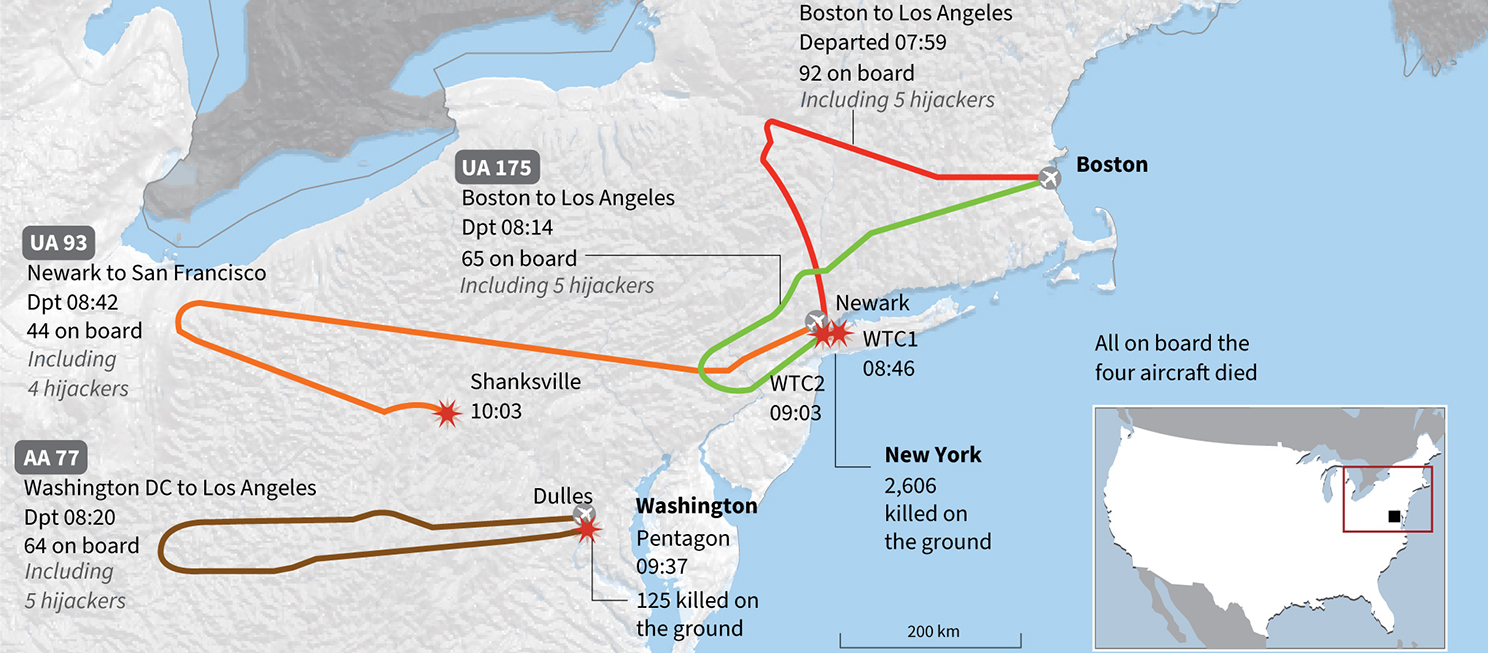 Boston to Los Angeles
Departed 07:59
92 on board
Including 5 hijackers
Boston
UA 175
Boston to Los Angeles
Dpt 08:14
65 on board
Including 5 hijackers
UA 93
Newark to San Francisco
Dpt 08:42
44 on board
Including
4 hijackers
Newark
WTC1
08:46
WTC2
09:03
Shanksville
10:03
All on board the
four aircraft died
AA 77
Washington DC to Los Angeles
Dpt 08:20
64 on board
Including
5 hijackers
Dulles
Washington
Pentagon
09:37
125 killed on
the ground
New York
2,606
killed on
the ground
200 km